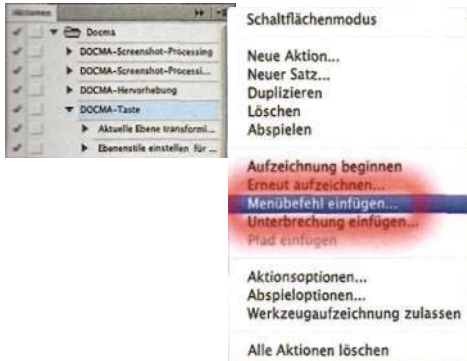 Aktionen
Docma
DOCMA-Screenshot-Processing
DOCMA-Screenshot-Processi...
DOCMA-Hervorhebung
DOCMA-Taste
Aktuelle Ebene transformi...
Ebenenstile einstellen für ...
Schaltflächenmodus
Neue Aktion...
Neuer Satz...
Duplizieren
Löschen
Abspielen
Aufzeichnung beginnen
Erneut aufzeichnen...
Menübefehl einfügen...
Unterbrechung einfügen...
Pfad einfügen
Aktionsoptionen...
Abspieloptionen...
Werkzeugaufzeichnung zulassen
Alle Aktionen löschen